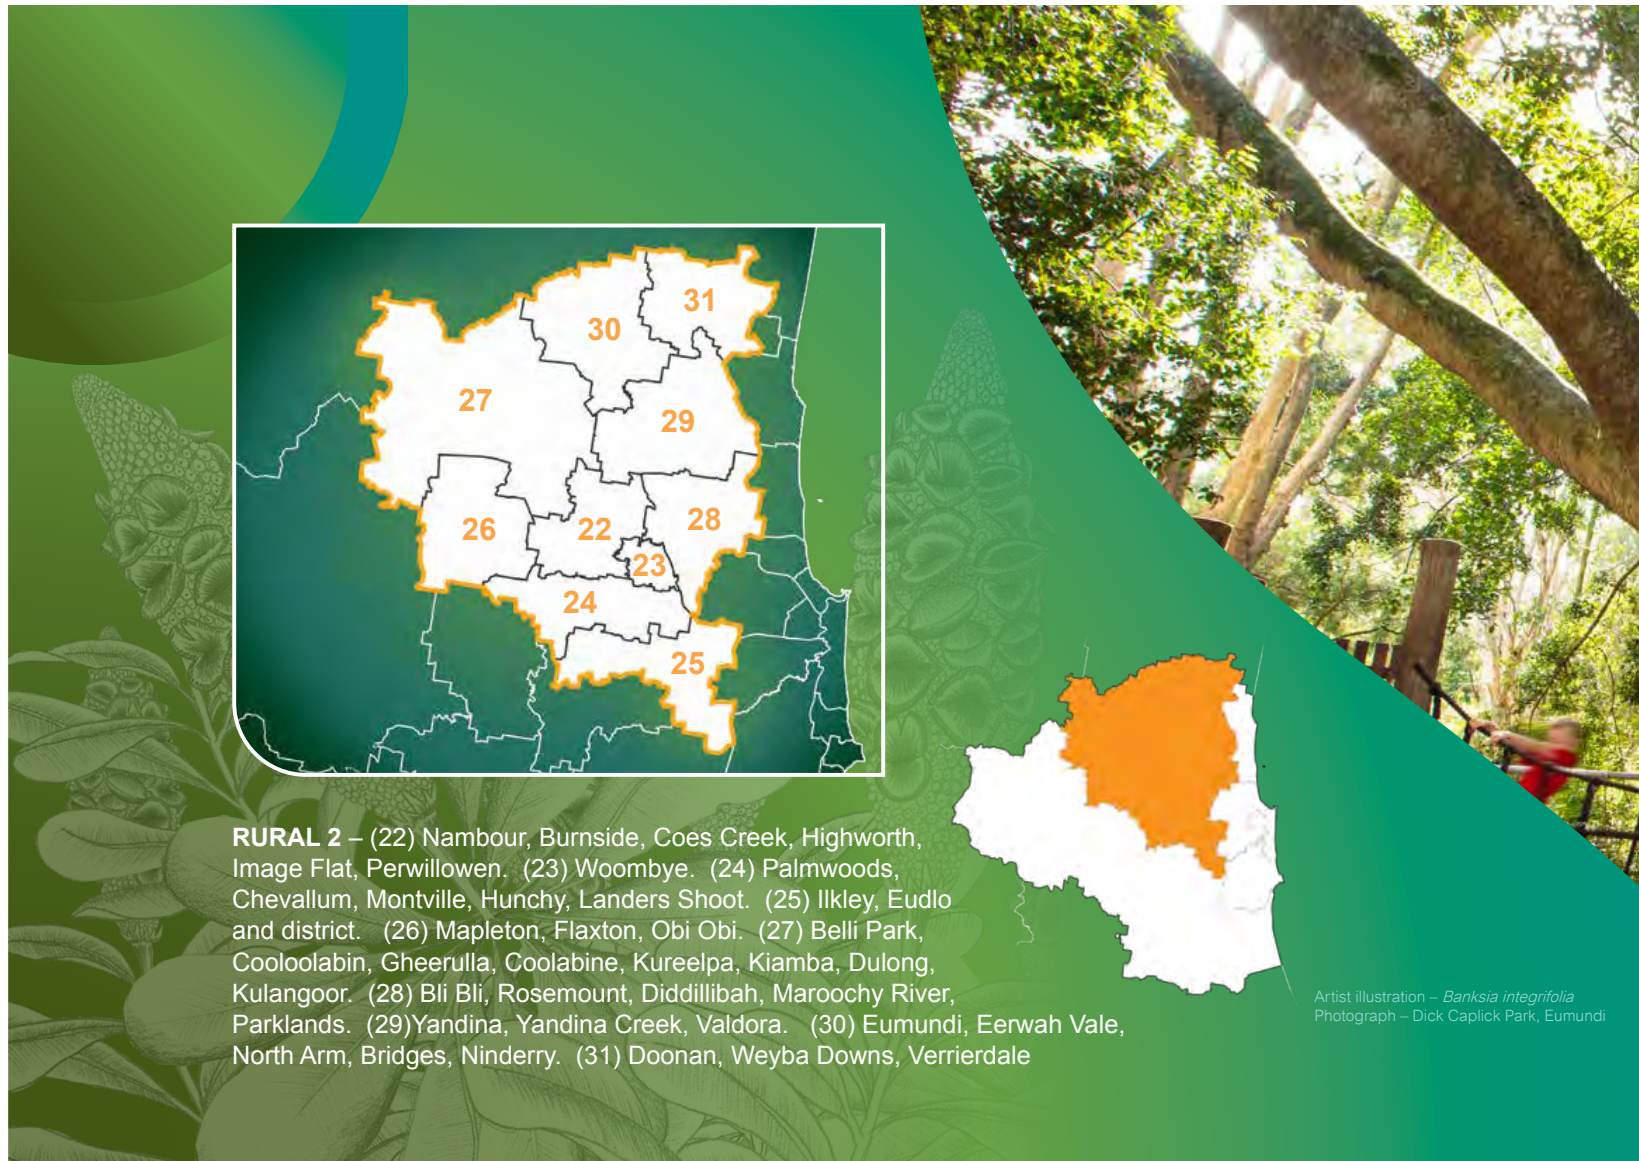 31
30
27
29
28
26
22
23
24
25
RURAL 2 – (22) Nambour, Burnside, Coes Creek, Highworth,
Image Flat, Perwillowen. (23) Woombye. (24) Palmwoods,
Chevallum, Montville, Hunchy, Landers Shoot. (25) Ilkley, Eudlo
and district. (26) Mapleton, Flaxton, Obi Obi. (27) Belli Park,
Cooloolabin, Gheerulla, Coolabine, Kureelpa, Kiamba, Dulong,
Kulangoor. (28) Bli Bli, Rosemount, Diddillibah, Maroochy River,
Parklands. (29)Yandina, Yandina Creek, Valdora. (30) Eumundi, Eerwah Vale,
North Arm, Bridges, Ninderry. (31) Doonan, Weyba Downs, Verrierdale
Artist illustration – Banksia integrifolia
Photograph – Dick Caplick Park, Eumundi